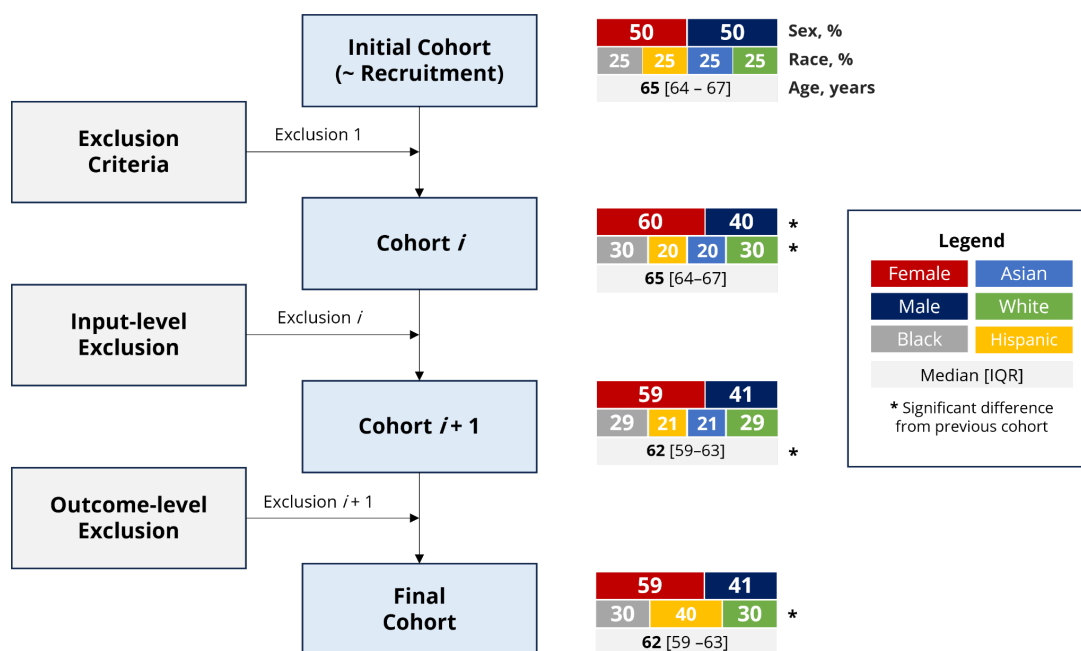 Initial Cohort
(~ Recruitment)
50 50 Sex, %
25 25 25 25 Race, %
65 [64 – 67] Age, years
Exclusion
Criteria
Exclusion 1
Cohort i
60 40 *
30 20 20 30 *
65 [64–67]
Input-level
Exclusion
Exclusion i
Cohort i + 1
59 41
29 21 21 29
62 [59–63] *
Outcome-level
Exclusion
Exclusion i + 1
Final
Cohort
59 41
30 40 30 *
62 [59 –63]
Legend
Female Asian
Male White
Black Hispanic
Median [IQR]
* Significant difference
from previous cohort